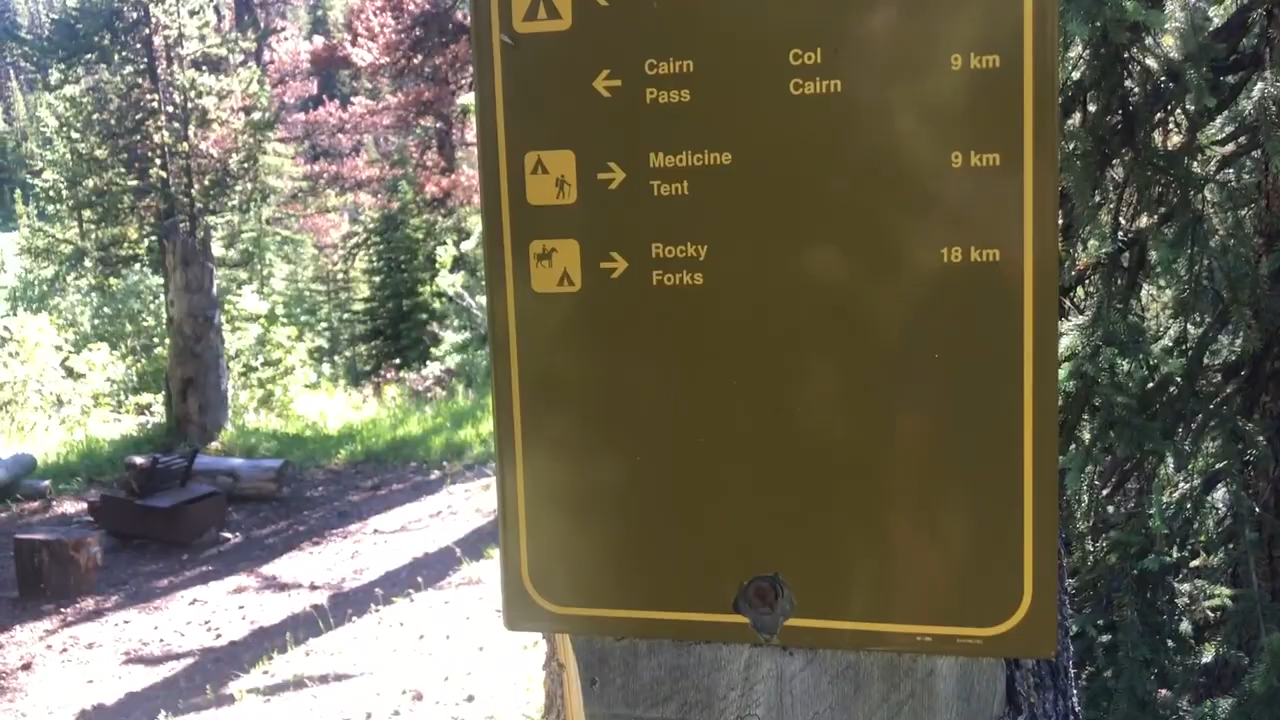 Cairn Col 9 km
Pass Cairn
Medicine 9 km
Tent
Rocky 18 km
Forks